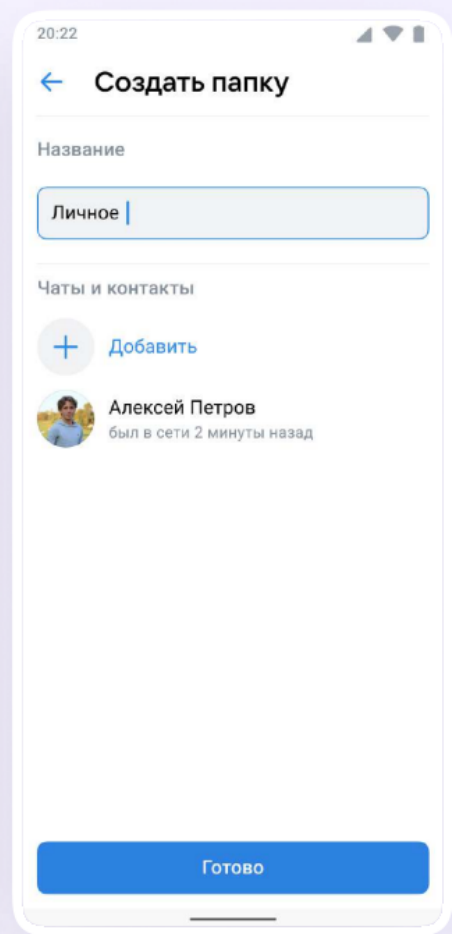 20:22
Создать папку
Название
Личное
Чаты и контакты
Добавить
Алексей Петров
был в сети 2 минуты назад
Готово